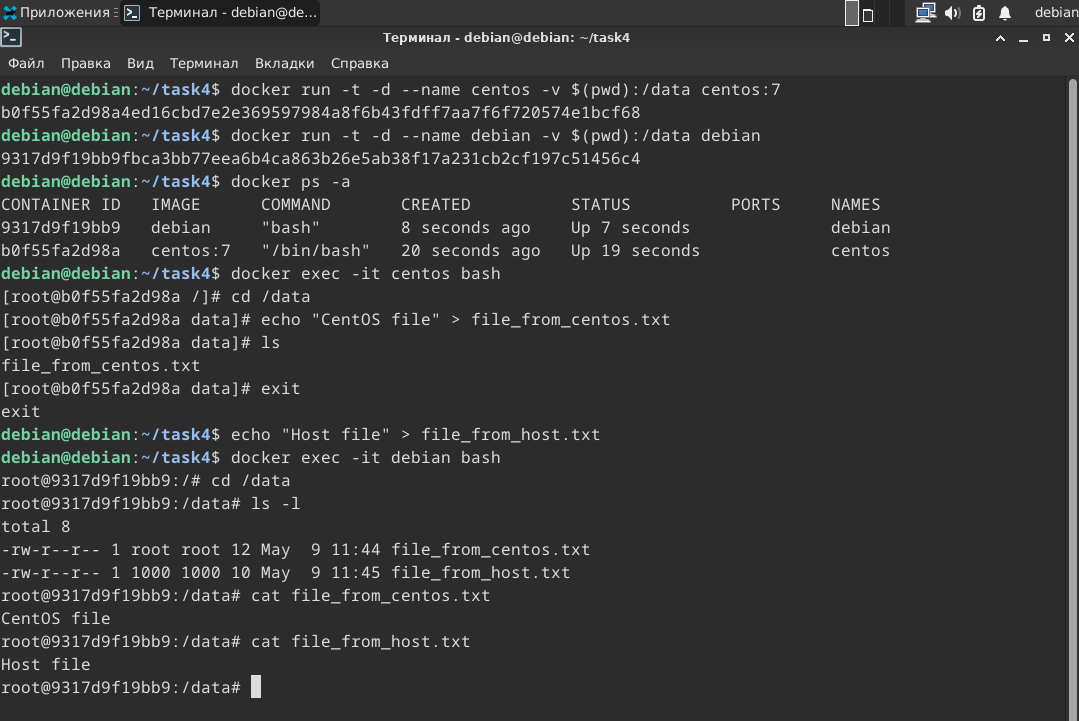 Приложения
Терминал - debian@de...
debian
Терминал - debian@debian: ~/task4
Файл Правка Вид Терминал Вкладки Справка
debian@debian:~/task4$ docker run -t -d --name centos -v $(pwd):/data centos:7
b0f55fa2d98a4ed16cbd7e2e369597984a8f6b43fdff7aa7f6f720574e1bcf68
debian@debian:~/task4$ docker run -t -d --name debian -v $(pwd):/data debian
9317d9f19bb9fbca3bb77eea6b4ca863b26e5ab38f17a231cb2cf197c51456c4
debian@debian:~/task4$ docker ps -a
CONTAINER ID   IMAGE      COMMAND       CREATED          STATUS          PORTS     NAMES
9317d9f19bb9   debian     "bash"        8 seconds ago    Up 7 seconds              debian
b0f55fa2d98a   centos:7   "/bin/bash"   20 seconds ago   Up 19 seconds             centos
debian@debian:~/task4$ docker exec -it centos bash
[root@b0f55fa2d98a /]# cd /data
[root@b0f55fa2d98a data]# echo "CentOS file" > file_from_centos.txt
[root@b0f55fa2d98a data]# ls
file_from_centos.txt
[root@b0f55fa2d98a data]# exit
exit
debian@debian:~/task4$ echo "Host file" > file_from_host.txt
debian@debian:~/task4$ docker exec -it debian bash
root@9317d9f19bb9:/# cd /data
root@9317d9f19bb9:/data# ls -l
total 8
-rw-r--r-- 1 root root 12 May  9 11:44 file_from_centos.txt
-rw-r--r-- 1 1000 1000 10 May  9 11:45 file_from_host.txt
root@9317d9f19bb9:/data# cat file_from_centos.txt
CentOS file
root@9317d9f19bb9:/data# cat file_from_host.txt
Host file
root@9317d9f19bb9:/data#